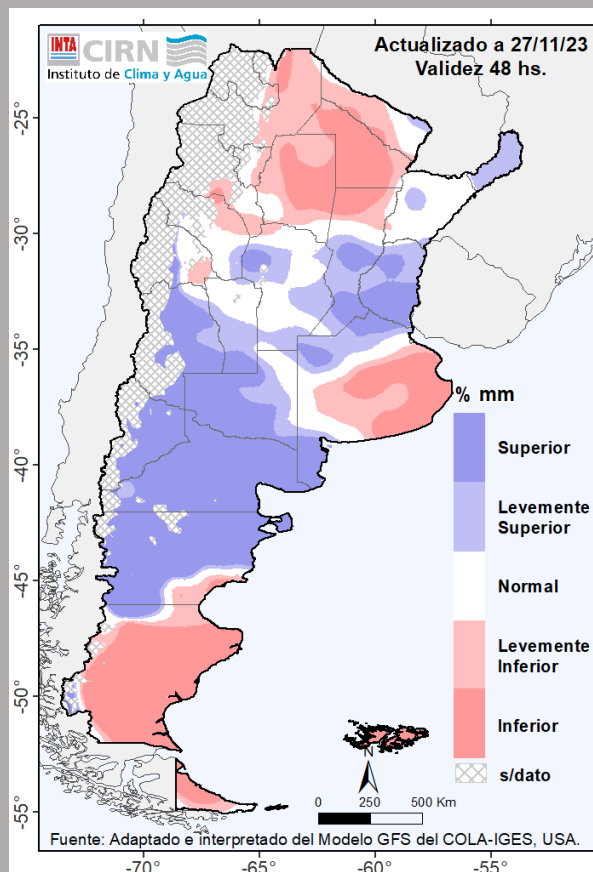 INTA CIRN
Instituto de Clima y Agua
Actualizado a 27/11/23
Validez 48 hs.
-25°
-30°
-35°
-40°
-45°
-50°
-55°
% mm
Superior
Levemente
Superior
Normal
Levemente
Inferior
Inferior
s/dato
N
0 250 500 Km
Fuente: Adaptado e interpretado del Modelo GFS del COLA-IGES, USA.
-70° -65° -60° -55°